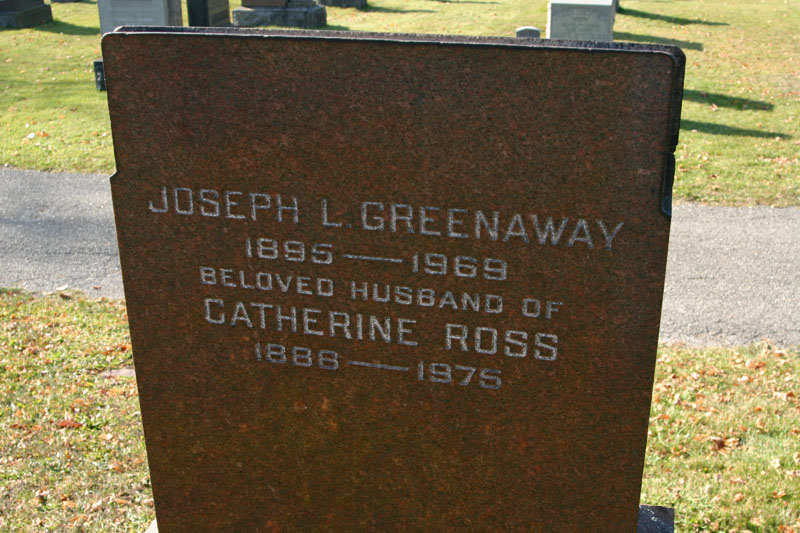 JOSEPH L. GREENAWAY
1895 — 1969
BELOVED HUSBAND OF
CATHERINE ROSS
1886 — 1975